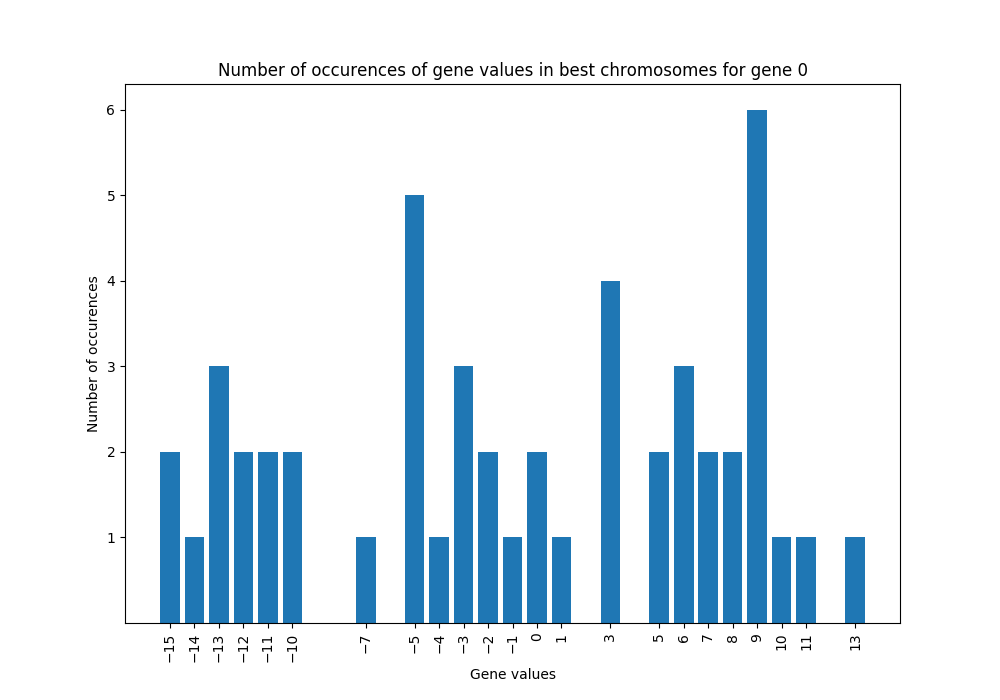 Number of occurences of gene values in best chromosomes for gene 0
Number of occurences
6
5
4
3
2
1
−15 −14 −13 −12 −11 −10 −7 −5 −4 −3 −2 −1 0 1 3 5 6 7 8 9 10 11 13
Gene values